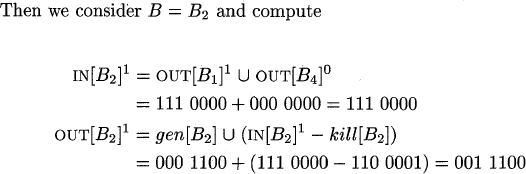 Then we consider B = B₂ and compute
IN[B₂]¹ = OUT[B₁]¹ ∪ OUT[B₄]⁰
= 111 0000 + 000 0000 = 111 0000
OUT[B₂]¹ = gen[B₂] ∪ (IN[B₂]¹ − kill[B₂])
= 000 1100 + (111 0000 − 110 0001) = 001 1100